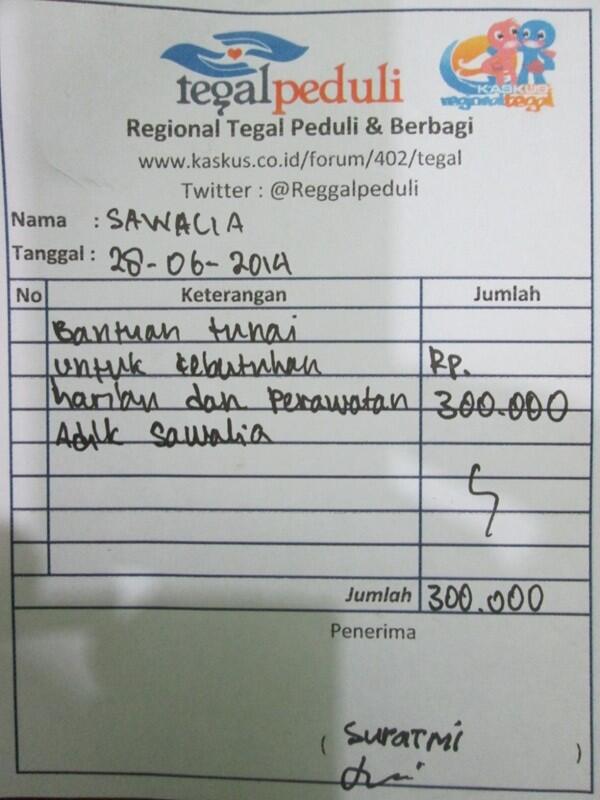 tegalpeduli
KASKUS
regionaltegal
Regional Tegal Peduli & Berbagi
www.kaskus.co.id/forum/402/tegal
Twitter : @Reggalpeduli
Nama : SAWALIA
Tanggal : 28-06-2014
No Keterangan Jumlah
Bantuan tunai
untuk kebutuhan Rp.
harian dan perawatan 300.000
Adik Sawalia
Jumlah 300.000
Penerima
( SURATMI )